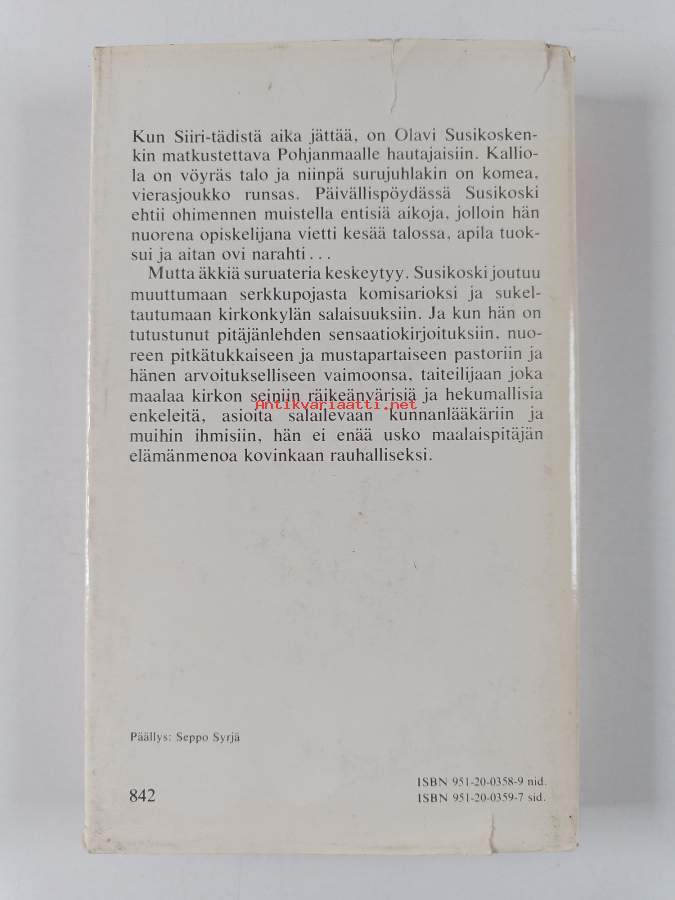 Kun Siiri-tädistä aika jättää, on Olavi Susikosken-
kin matkustettava Pohjanmaalle hautajaisiin. Kallio-
la on vöyräs talo ja niinpä surujuhlakin on komea,
vierasjoukko runsas. Päivällispöydässä Susikoski
ehtii ohimennen muistella entisiä aikoja, jolloin hän
nuorena opiskelijana vietti kesää talossa, apila tuok-
sui ja aitan ovi narahti...
Mutta äkkiä suruateria keskeytyy. Susikoski joutuu
muuttumaan serkkupojasta komisarioksi ja sukel-
tautumaan kirkonkylän salaisuuksiin. Ja kun hän on
tutustunut pitäjänlehden sensaatiokirjoituksiin, nuo-
reen pitkätukkaiseen ja mustapartaiseen pastoriin ja
hänen arvoitukselliseen vaimoonsa, taiteilijaan joka
maalaa kirkon seiniin räikeänvärisiä ja hekumallisia
enkeleitä, asioita salailevaan kunnanlääkäriin ja
Antikvariaatti.net
muihin ihmisiin, hän ei enää usko maalaispitäjän
elämänmenoa kovinkaan rauhalliseksi.
Päällys: Seppo Syrjä
842
ISBN 951-20-0358-9 nid.
ISBN 951-20-0359-7 sid.